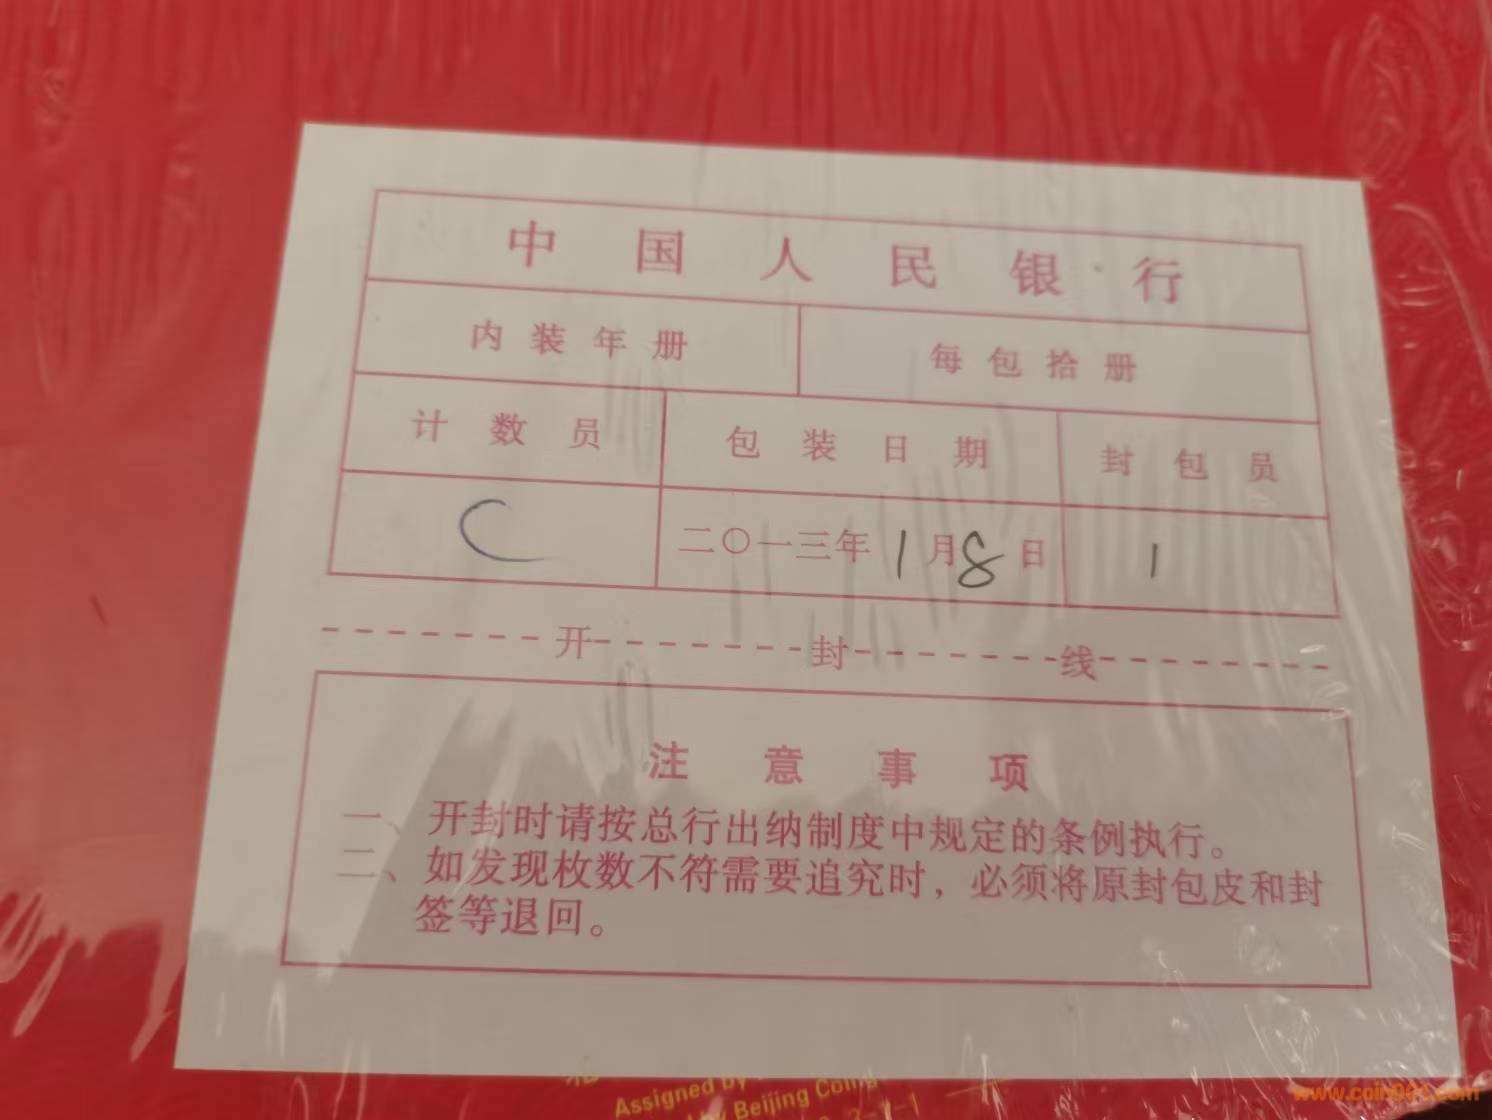 中国人民银行
内装年册 每包拾册
计数员 包装日期 封包员
C 二〇一三年1月8日 1
开封线
注意事项
一、开封时请按总行出纳制度中规定的条例执行。
二、如发现枚数不符需要追究时，必须将原封包皮和封
签等退回。
Assigned by
by Beijing Coin
www.coin001.com